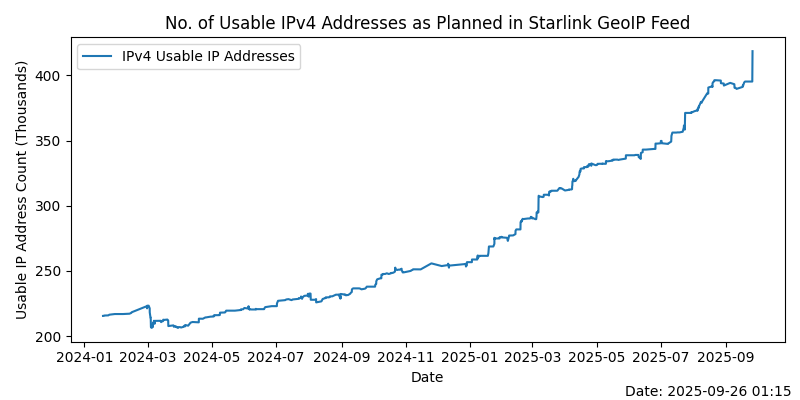 No. of Usable IPv4 Addresses as Planned in Starlink GeoIP Feed
IPv4 Usable IP Addresses
Usable IP Address Count (Thousands)
400
350
300
250
200
2024-01 2024-03 2024-05 2024-07 2024-09 2024-11 2025-01 2025-03 2025-05 2025-07 2025-09
Date
Date: 2025-09-26 01:15